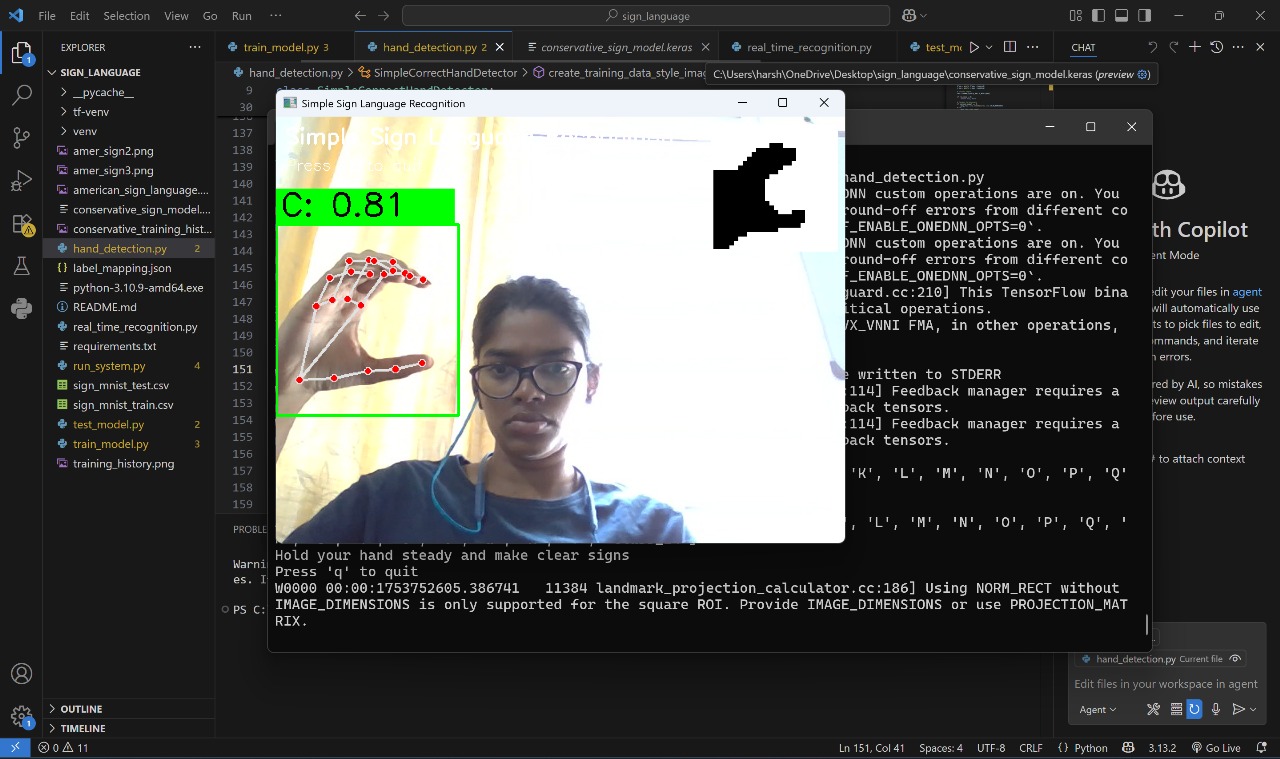 File Edit Selection View Go Run ··· sign_language
EXPLORER
SIGN_LANGUAGE
__pycache__
tf-venv
venv
amer_sign2.png
amer_sign3.png
american_sign_language....
conservative_sign_model....
conservative_training_hist...
hand_detection.py 2
label_mapping.json
python-3.10.9-amd64.exe
README.md
real_time_recognition.py
requirements.txt
run_system.py 4
sign_mnist_test.csv
sign_mnist_train.csv
test_model.py 2
train_model.py 3
training_history.png
OUTLINE
TIMELINE
train_model.py 3 hand_detection.py 2 conservative_sign_model.keras real_time_recognition.py test_m
hand_detection.py > SimpleCorrectHandDetector > create_training_data_style_imag
C:\Users\harsh\OneDrive\Desktop\sign_language\conservative_sign_model.keras (preview)
9
30
137
138
139
140
141
142
143
144
145
146
147
148
149
150
151
152
153
154
155
156
157
158
159
Simple Sign Language Recognition
Simple Sign Langu
Press
C: 0.81
hand_detection.py
DNN custom operations are on. You
round-off errors from different co
F_ENABLE_ONEDNN_OPTS=0`.
DNN custom operations are on. You
round-off errors from different co
F_ENABLE_ONEDNN_OPTS=0`.
guard.cc:210] This TensorFlow bina
itical operations.
VX_VNNI FMA, in other operations,
e written to STDERR
:114] Feedback manager requires a
back tensors.
:114] Feedback manager requires a
back tensors.
'K', 'L', 'M', 'N', 'O', 'P', 'Q'
, 'L', 'M', 'N', 'O', 'P', 'Q', '
Hold your hand steady and make clear signs
Press 'q' to quit
W0000 00:00:1753752605.386741 11384 landmark_projection_calculator.cc:186] Using NORM_RECT without
IMAGE_DIMENSIONS is only supported for the square ROI. Provide IMAGE_DIMENSIONS or use PROJECTION_MAT
RIX.
PROBLE
Warni
es. I
PS C:
CHAT
th Copilot
ent Mode
edit your files in agent
will automatically use
ts to pick files to edit,
ommands, and iterate
n errors.
red by AI, so mistakes
view output carefully
fore use.
to attach context
hand_detection.py Current file
Edit files in your workspace in agent
Agent
0 11 Ln 151, Col 41 Spaces: 4 UTF-8 CRLF {} Python 3.13.2 Go Live